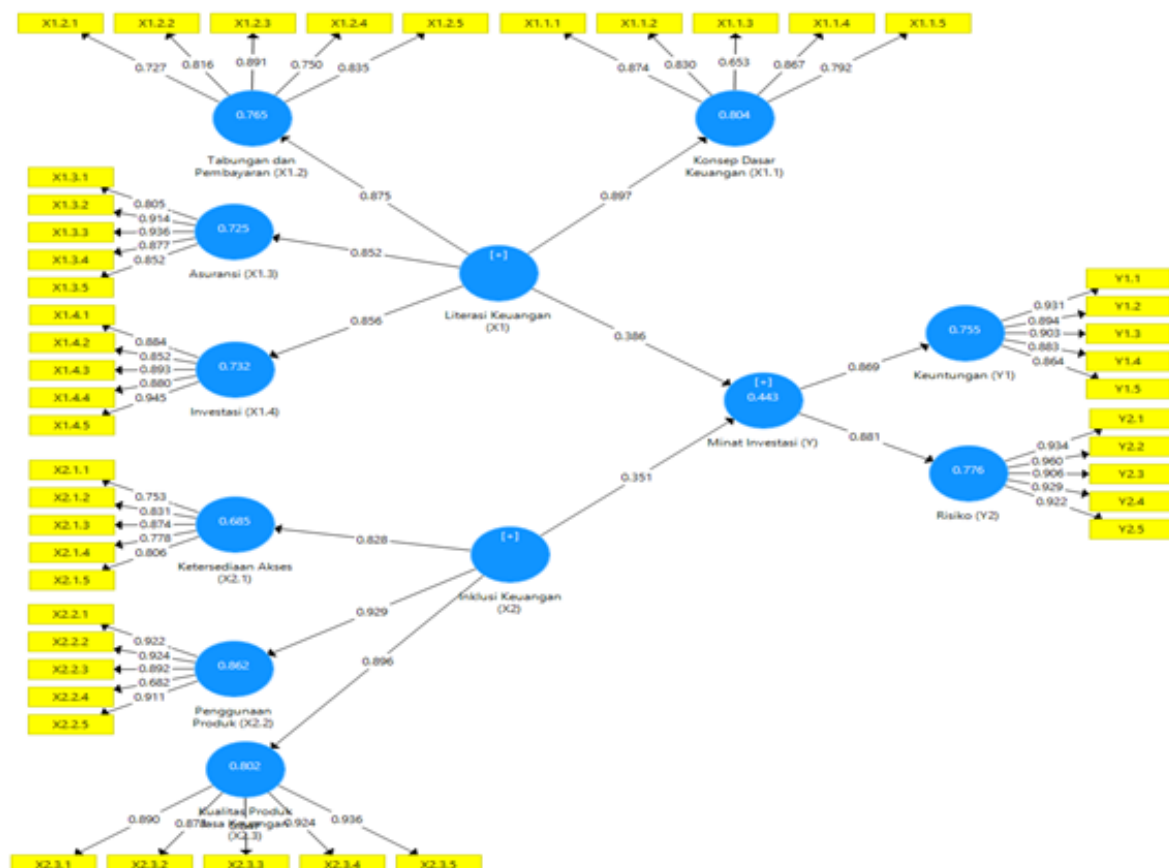 X1.2.1 X1.2.2 X1.2.3 X1.2.4 X1.2.5 X1.1.1 X1.1.2 X1.1.3 X1.1.4 X1.1.5
0.727 0.816 0.891 0.750 0.835 0.874 0.830 0.653 0.867 0.792
0.765 0.804
Tabungan dan
Pembayaran (X1.2)
Konsep Dasar
Keuangan (X1.1)
0.875 0.897
X1.3.1
X1.3.2
X1.3.3
X1.3.4
X1.3.5
0.805
0.914
0.936
0.877
0.852
0.725
Asuransi (X1.3)
0.852
[+]
Literasi Keuangan
(X1)
X1.4.1
X1.4.2
X1.4.3
X1.4.4
X1.4.5
0.884
0.852
0.893
0.880
0.945
0.732
Investasi (X1.4)
0.856
0.386
[+]
0.443
Minat Investasi (Y)
0.869
0.881
0.755
Keuntungan (Y1)
0.931
0.894
0.903
0.883
0.864
Y1.1
Y1.2
Y1.3
Y1.4
Y1.5
0.776
Risiko (Y2)
0.934
0.960
0.906
0.929
0.922
Y2.1
Y2.2
Y2.3
Y2.4
Y2.5
0.351
X2.1.1
X2.1.2
X2.1.3
X2.1.4
X2.1.5
0.753
0.831
0.874
0.778
0.806
0.685
Ketersediaan Akses
(X2.1)
0.828
[+]
Inklusi Keuangan
(X2)
X2.2.1
X2.2.2
X2.2.3
X2.2.4
X2.2.5
0.922
0.924
0.892
0.682
0.911
0.862
Penggunaan
Produk (X2.2)
0.929
0.896
0.802
Kualitas Produk
Jasa Keuangan
(X2.3)
0.890 0.924 0.936
X2.3.1 X2.3.2 X2.3.3 X2.3.4 X2.3.5